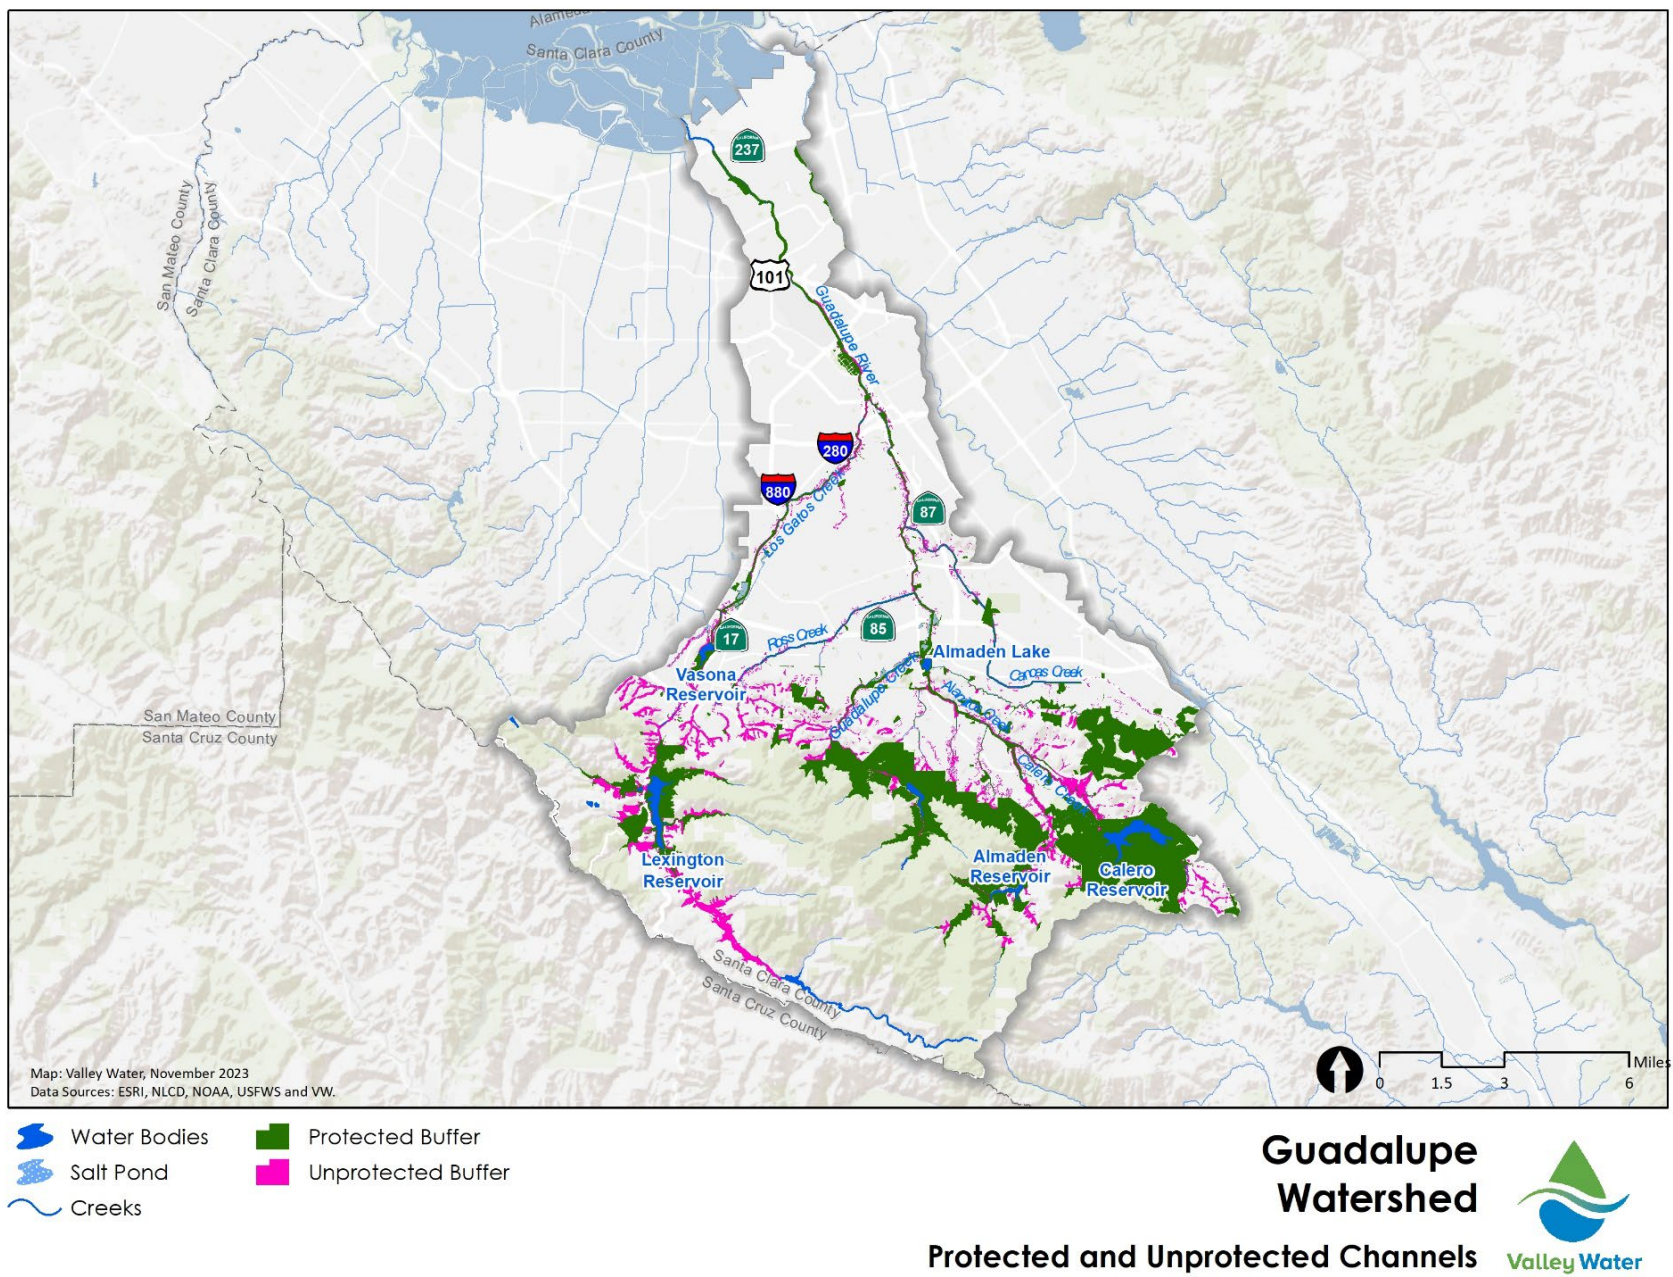 Alameda
Santa Clara County
CALIFORNIA
237
San Mateo County
Santa Clara County
101
Guadalupe River
280
880
Los Gatos Creek
CALIFORNIA
87
CALIFORNIA
17
Ross Creek
CALIFORNIA
85
Almaden Lake
Vasona
Reservoir
Guadalupe Creek
Canoas Creek
Alamitos Creek
San Mateo County
Santa Cruz County
Calero Creek
Lexington
Reservoir
Almaden
Reservoir
Calero
Reservoir
Santa Clara County
Santa Cruz County
Map: Valley Water, November 2023
Data Sources: ESRI, NLCD, NOAA, USFWS and VW.
0 1.5 3 6 Miles
Water Bodies
Salt Pond
Creeks
Protected Buffer
Unprotected Buffer
Guadalupe
Watershed
Protected and Unprotected Channels
Valley Water